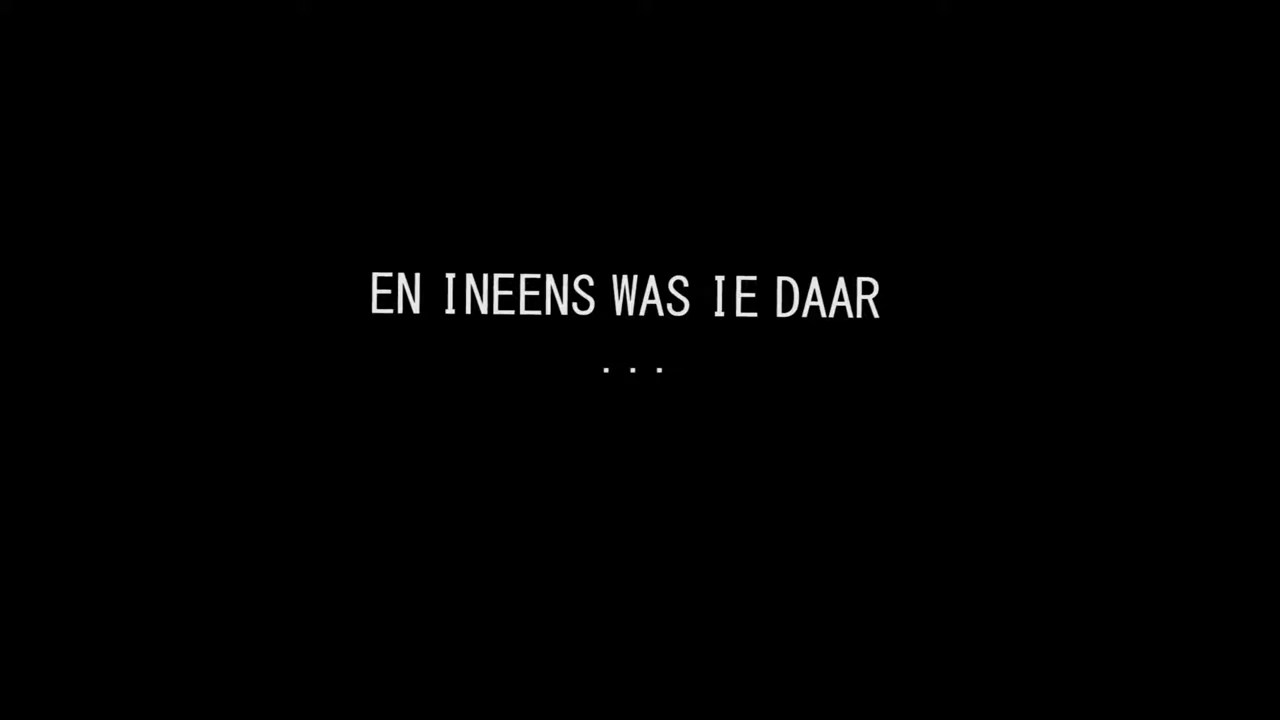 EN INEENS WAS IE DAAR
...